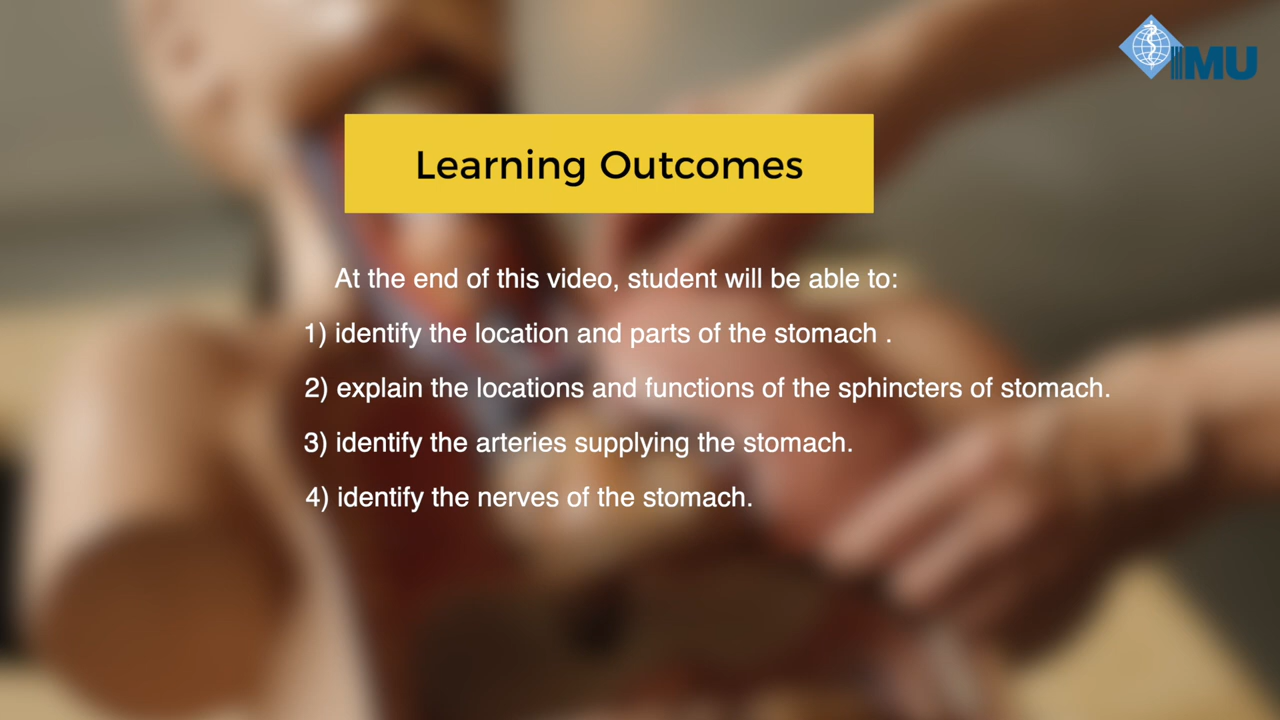 IMU
Learning Outcomes
At the end of this video, student will be able to:
1) identify the location and parts of the stomach .
2) explain the locations and functions of the sphincters of stomach.
3) identify the arteries supplying the stomach.
4) identify the nerves of the stomach.